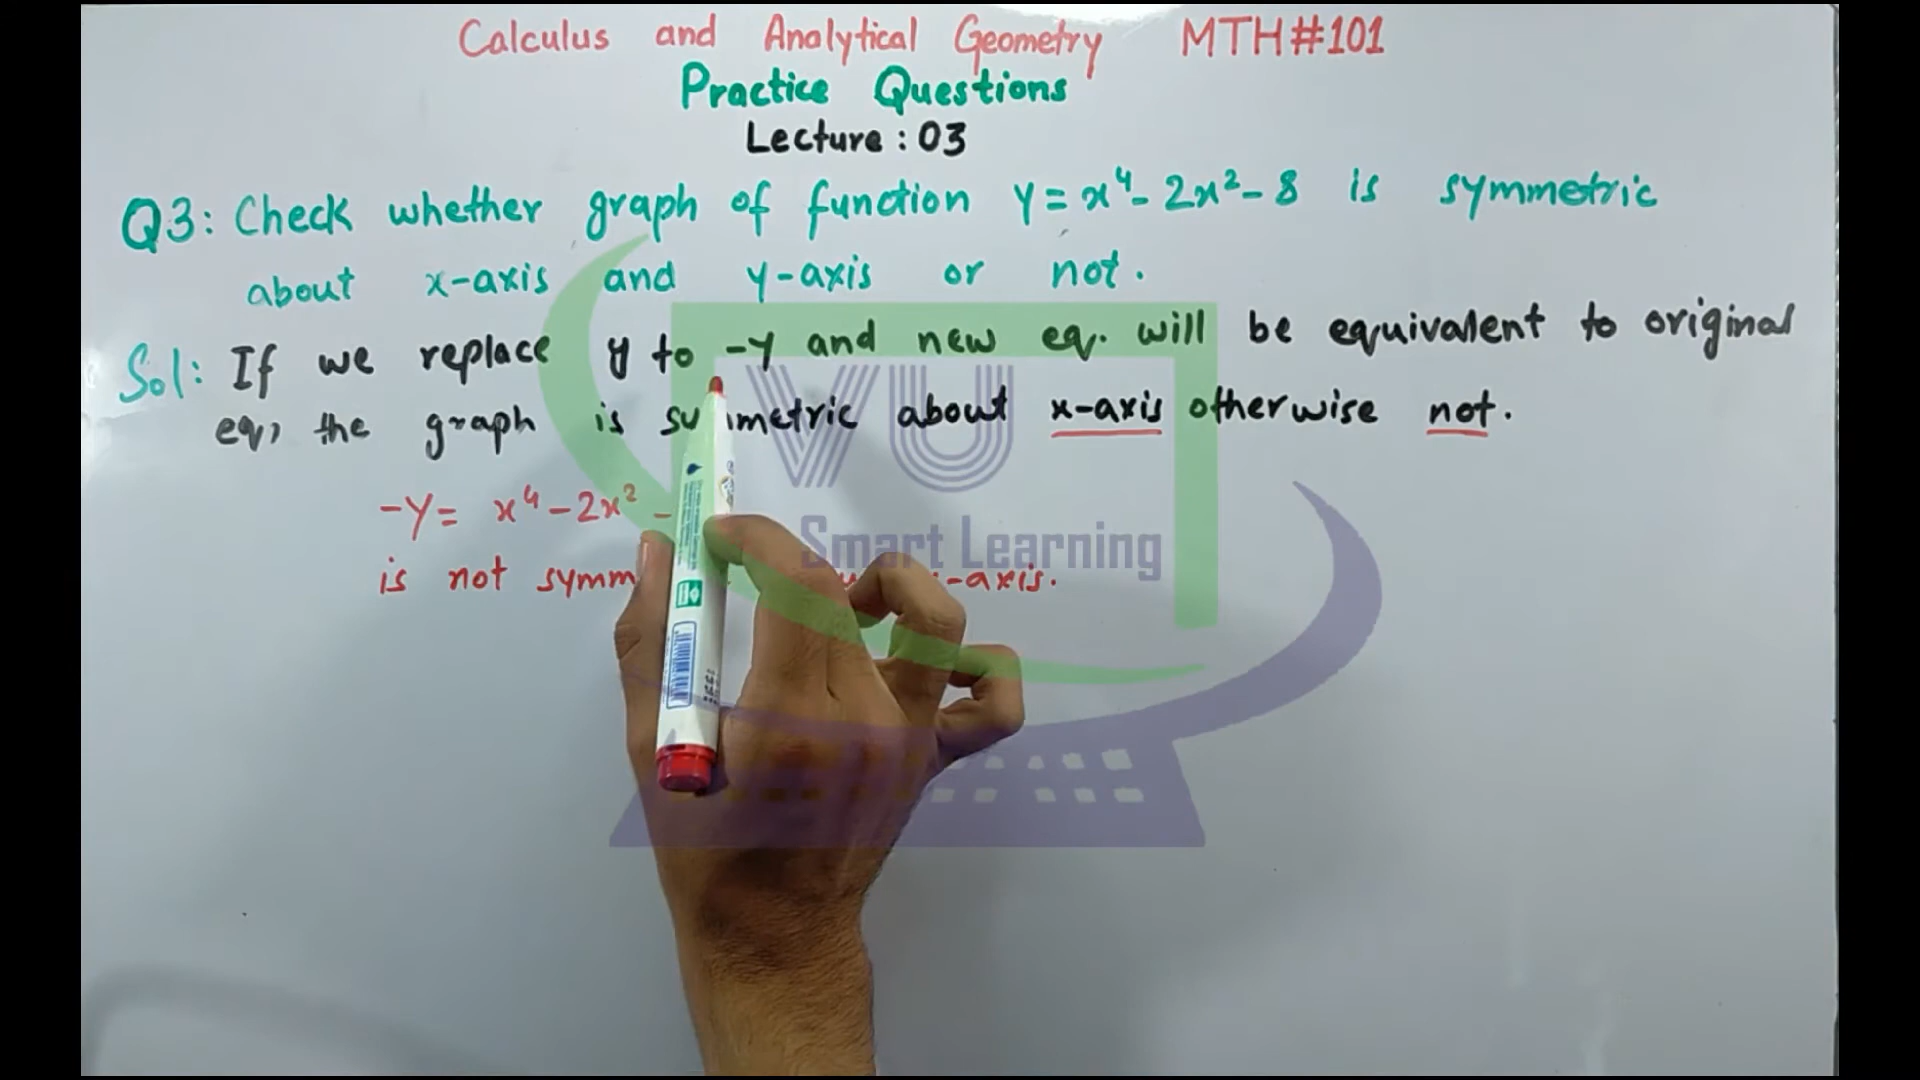 Calculus and Analytical Geometry MTH#101
Practice Questions
Lecture : 03
Q3: Check whether graph of function y = x⁴ - 2x² - 8 is symmetric
about x-axis and y-axis or not.
Sol: If we replace y to -y and new eq. will be equivalent to original
eq, the graph is symmetric about x-axis otherwise not.
VU
-y = x⁴ - 2x² -
Smart Learning
is not symm -axis.